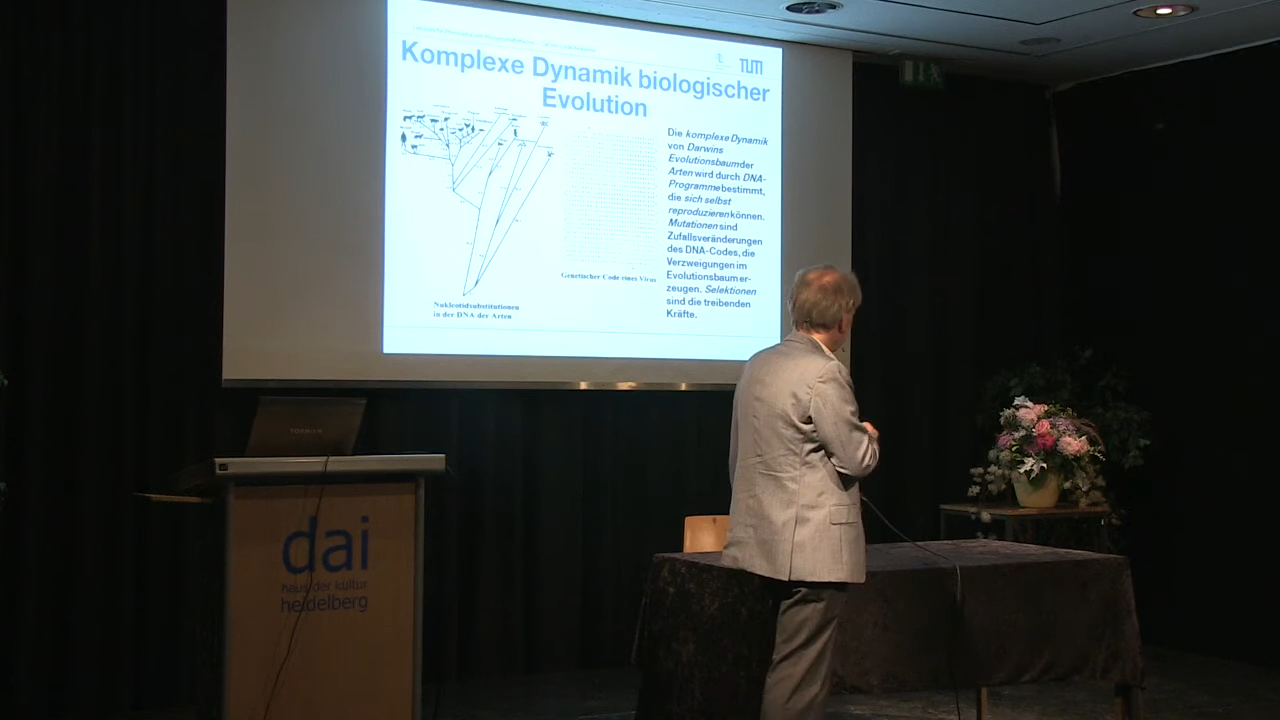 TUM
Komplexe Dynamik biologischer
Evolution
Die komplexe Dynamik
von Darwins
Evolutionsbaum der
Arten wird durch DNA-
Programme bestimmt,
die sich selbst
reproduzieren können.
Mutationen sind
Zufallsveränderungen
des DNA-Codes, die
Verzweigungen im
Evolutionsbaum er-
zeugen. Selektionen
sind die treibenden
Kräfte.
Genetischer Code eines Virus
Nukleotidsubstitutionen
in der DNA der Arten
dai
haus der kultur
heidelberg